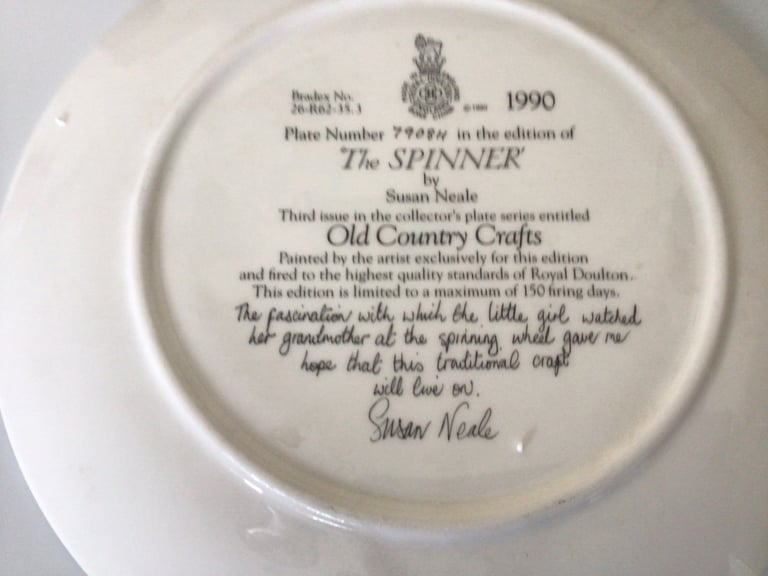 Bradex No.
26-R62-35.3
© 1990
1990
Plate Number 7908H in the edition of
'The SPINNER'
by
Susan Neale
Third issue in the collector's plate series entitled
Old Country Crafts
Painted by the artist exclusively for this edition
and fired to the highest quality standards of Royal Doulton.
This edition is limited to a maximum of 150 firing days.
The fascination with which the little girl watched
her grandmother at the spinning wheel gave me
hope that this traditional craft
will live on.
Susan Neale